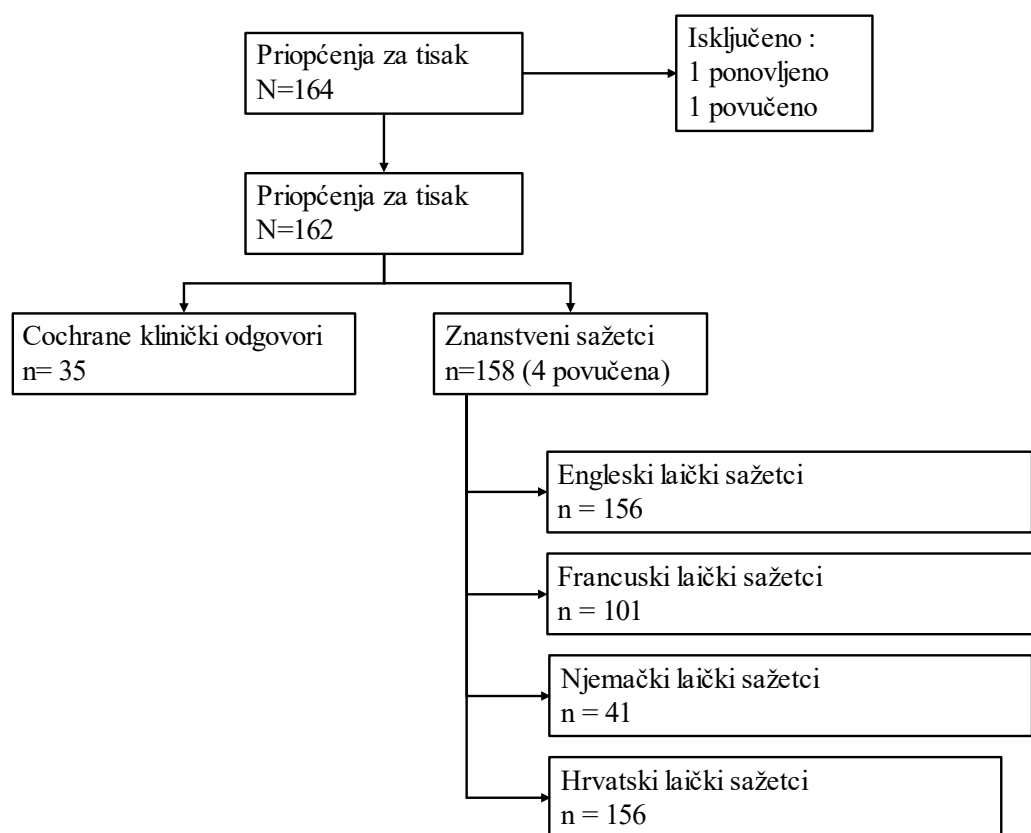 Priopćenja za tisak
N=164
Isključeno :
1 ponovljeno
1 povučeno
Priopćenja za tisak
N=162
Cochrane klinički odgovori
n= 35
Znanstveni sažetci
n=158 (4 povučena)
Engleski laički sažetci
n = 156
Francuski laički sažetci
n = 101
Njemački laički sažetci
n = 41
Hrvatski laički sažetci
n = 156